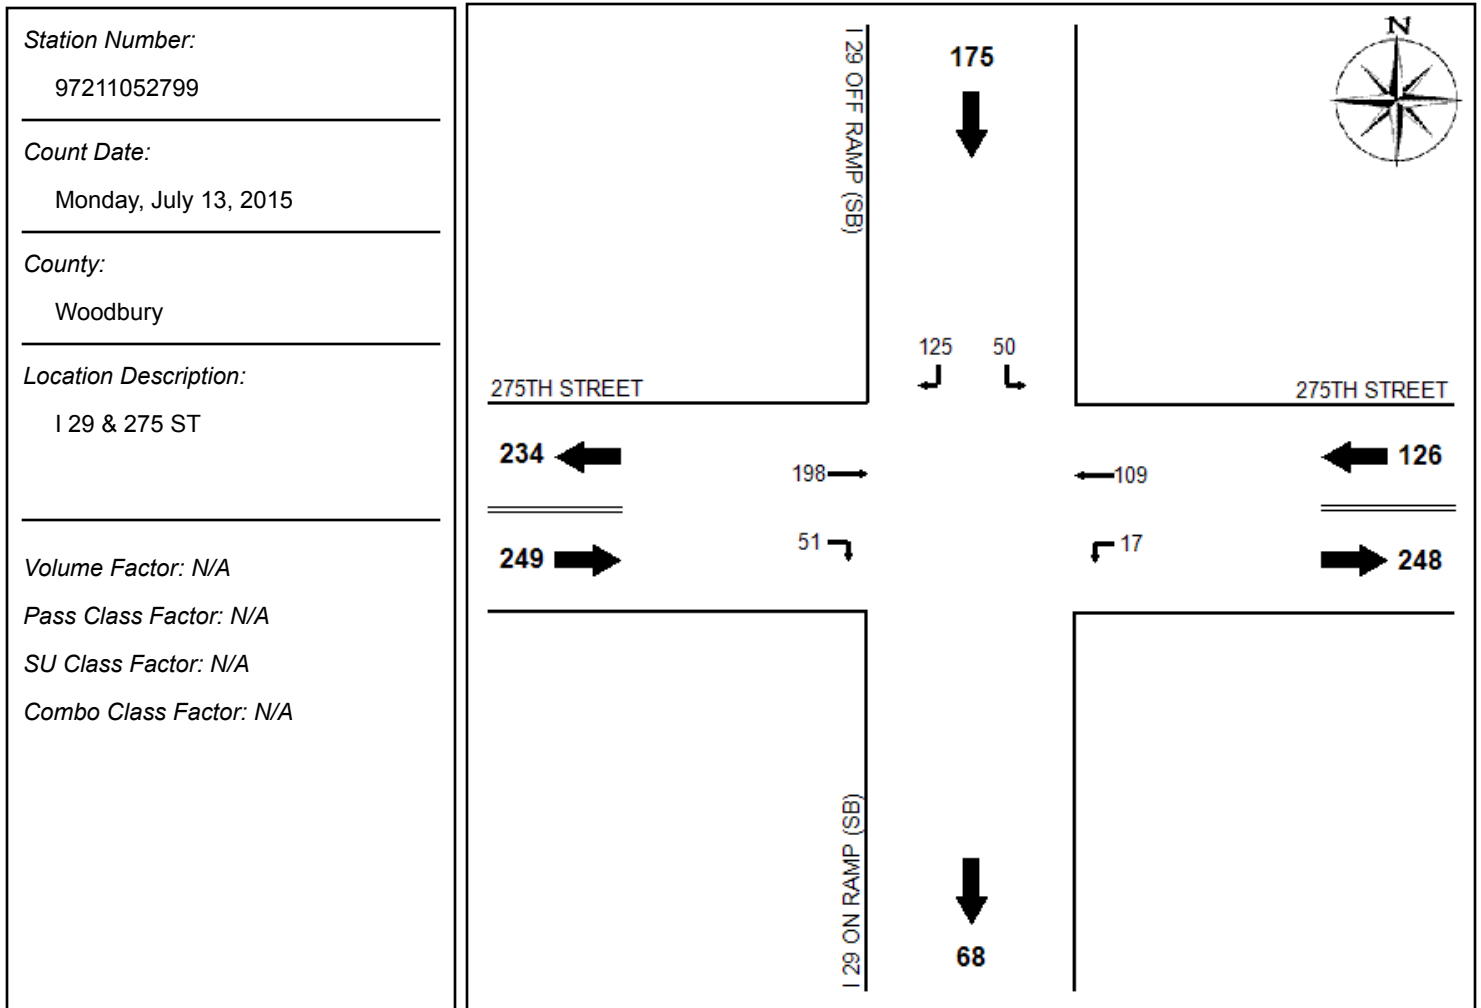 Station Number:
97211052799
Count Date:
Monday, July 13, 2015
County:
Woodbury
Location Description:
I 29 & 275 ST
Volume Factor: N/A
Pass Class Factor: N/A
SU Class Factor: N/A
Combo Class Factor: N/A
N
I 29 OFF RAMP (SB)
175
125 50
275TH STREET
275TH STREET
234
198
109
126
249
51
17
248
I 29 ON RAMP (SB)
68